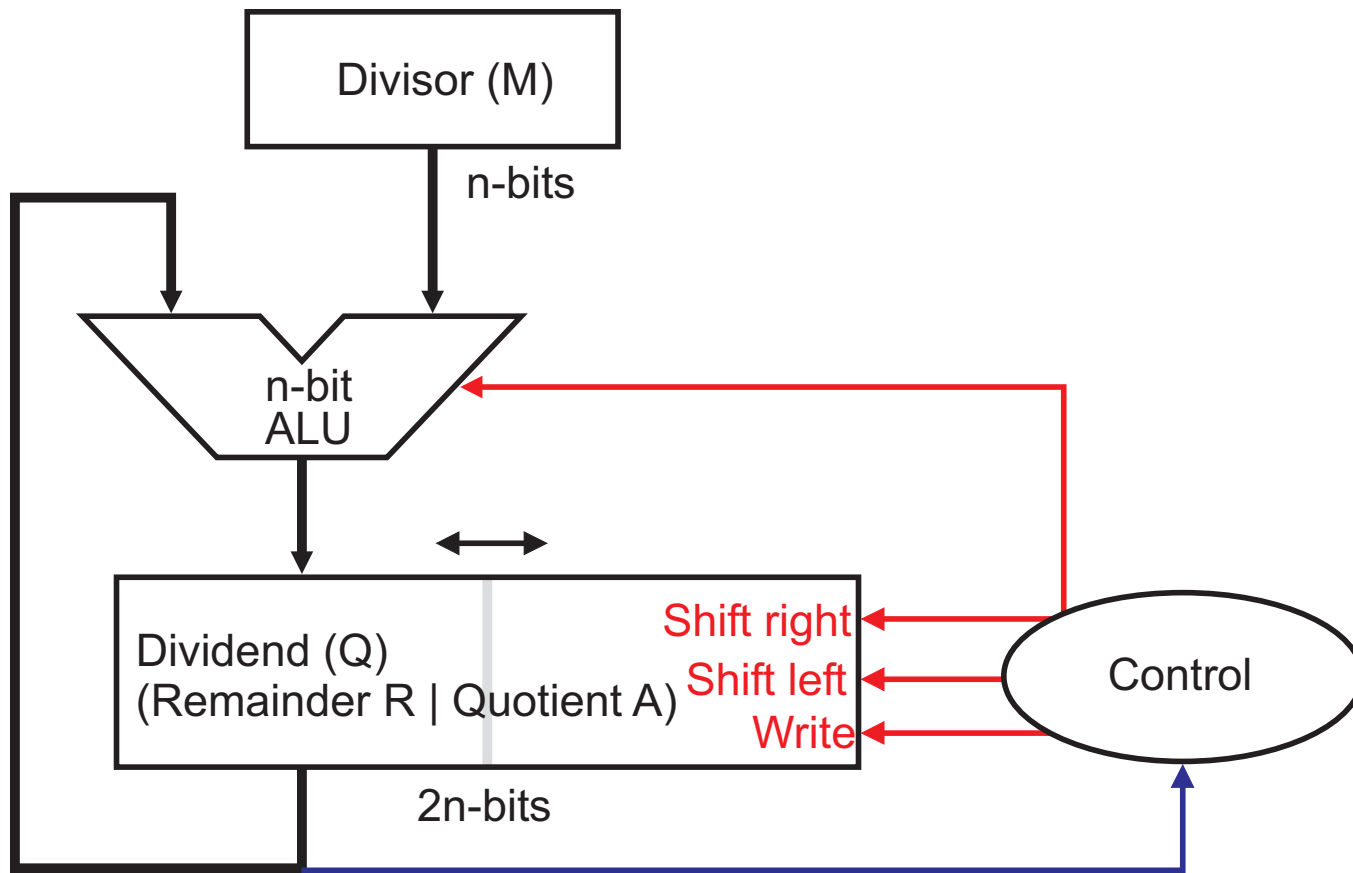 Divisor (M)
n-bits
n-bit
ALU
Dividend (Q)
(Remainder R | Quotient A)
Shift right
Shift left
Write
Control
2n-bits